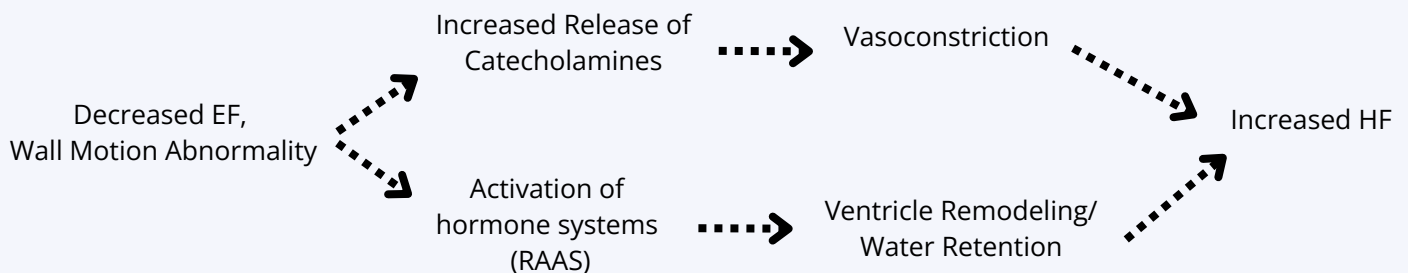 Decreased EF,
Wall Motion Abnormality
Increased Release of
Catecholamines
Vasoconstriction
Activation of
hormone systems
(RAAS)
Ventricle Remodeling/
Water Retention
Increased HF